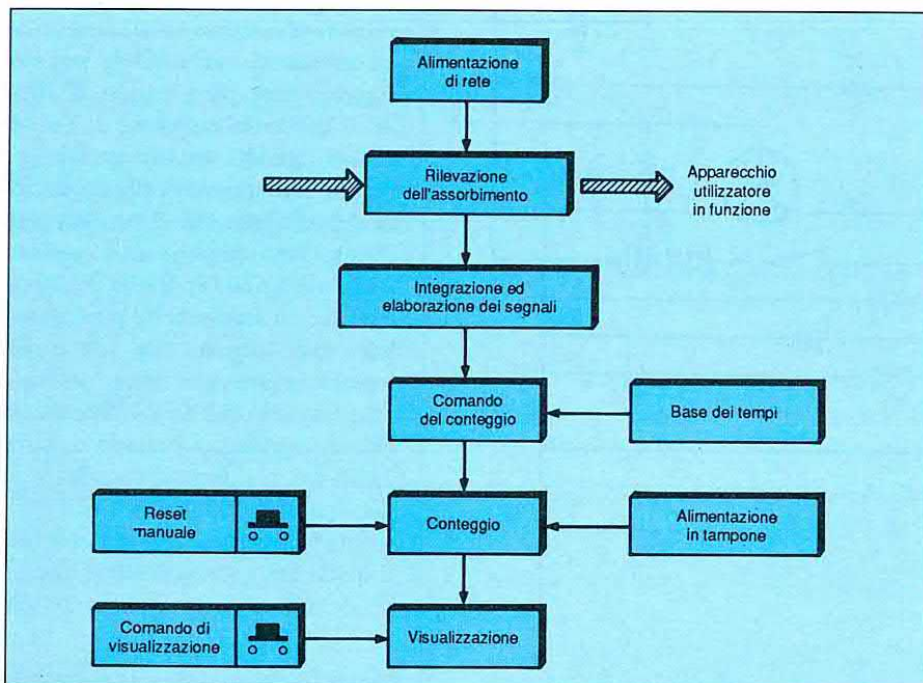 Alimentazione
di rete
Rilevazione
dell'assorbimento
Apparecchio
utilizzatore
in funzione
Integrazione ed
elaborazione dei segnali
Comando
del conteggio
Base dei tempi
Reset
manuale
Conteggio
Alimentazione
in tampone
Comando di
visualizzazione
Visualizzazione